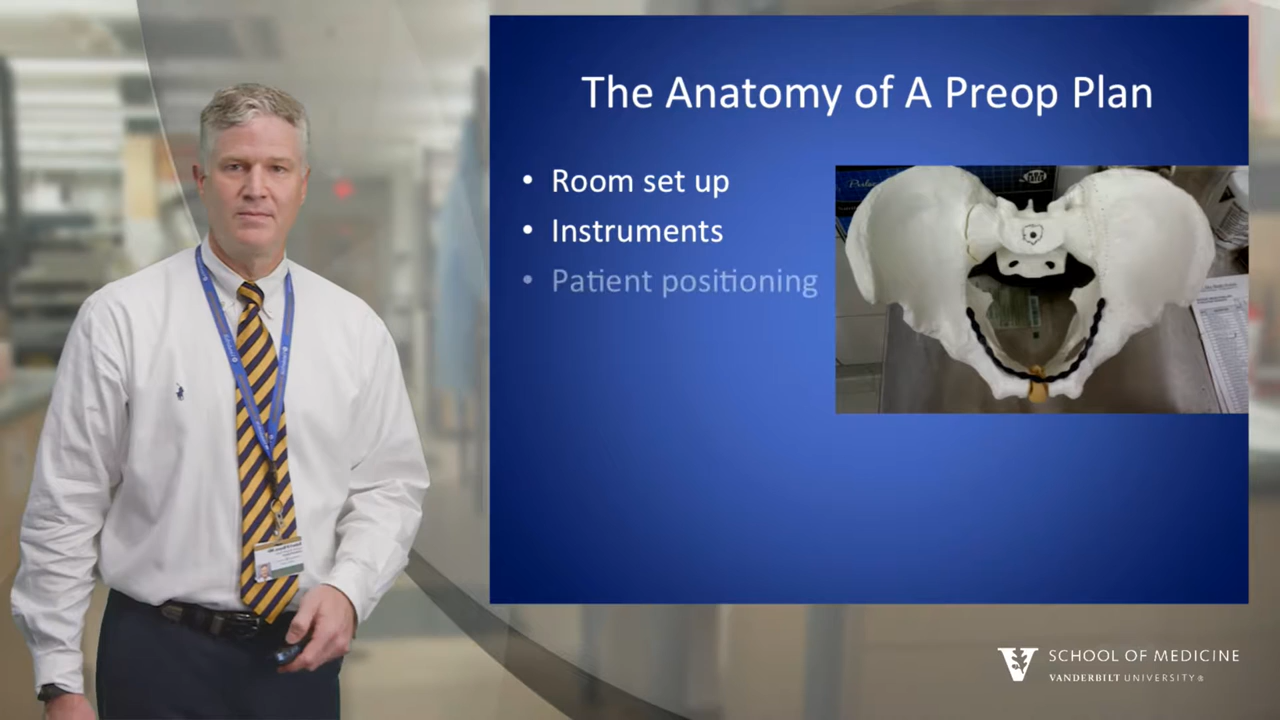 The Anatomy of A Preop Plan
• Room set up
• Instruments
• Patient positioning
SCHOOL OF MEDICINE
VANDERBILT UNIVERSITY®